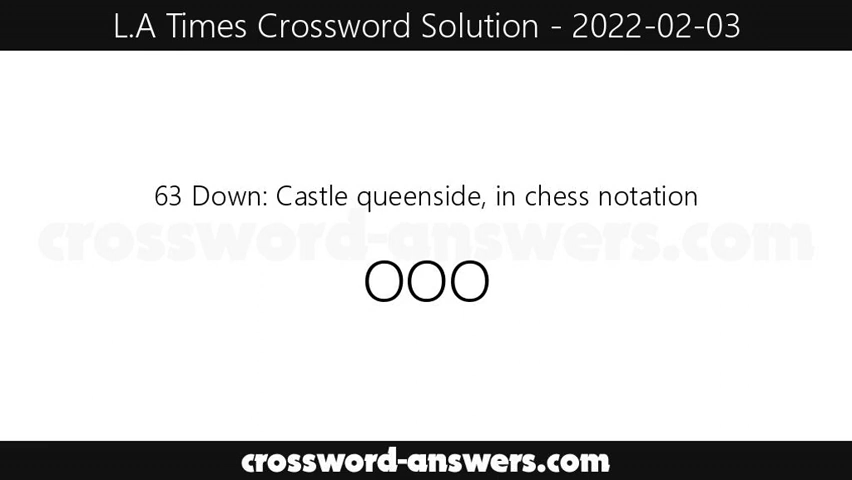 L.A Times Crossword Solution - 2022-02-03
63 Down: Castle queenside, in chess notation
crossword-answers.com
OOO
crossword-answers.com